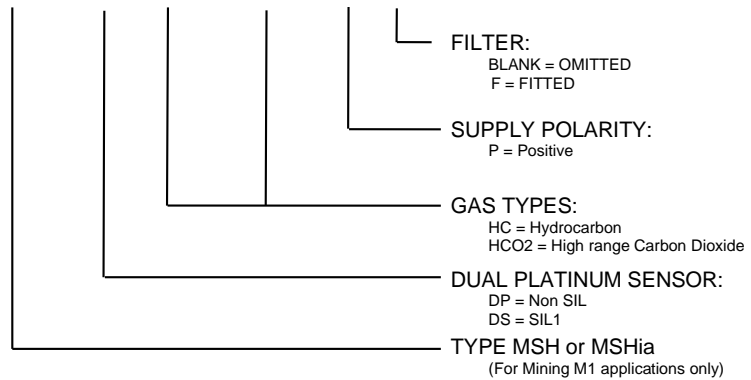 FILTER:
BLANK = OMITTED
F = FITTED
SUPPLY POLARITY:
P = Positive
GAS TYPES:
HC = Hydrocarbon
HCO2 = High range Carbon Dioxide
DUAL PLATINUM SENSOR:
DP = Non SIL
DS = SIL1
TYPE MSH or MSHia
(For Mining M1 applications only)